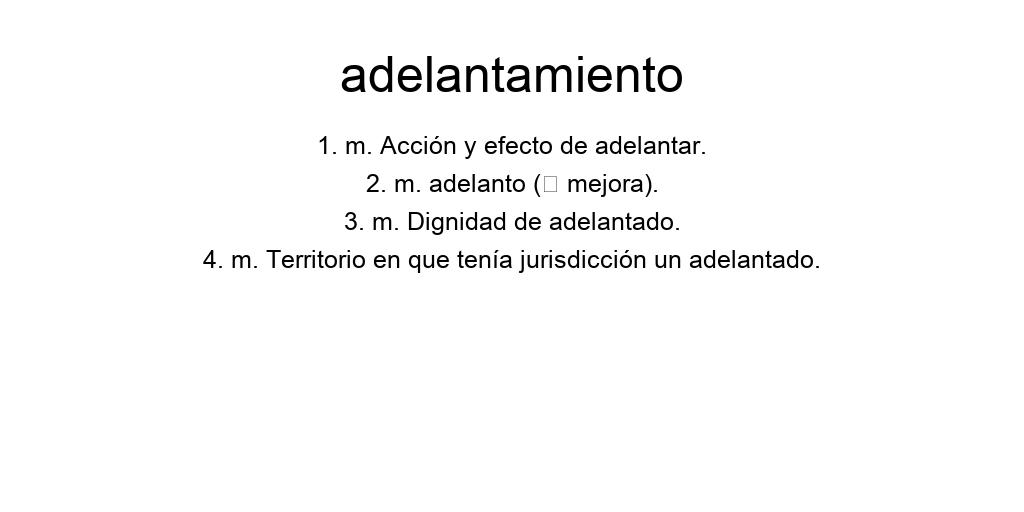 adelantamiento
1. m. Acción y efecto de adelantar.
2. m. adelanto (□ mejora).
3. m. Dignidad de adelantado.
4. m. Territorio en que tenía jurisdicción un adelantado.